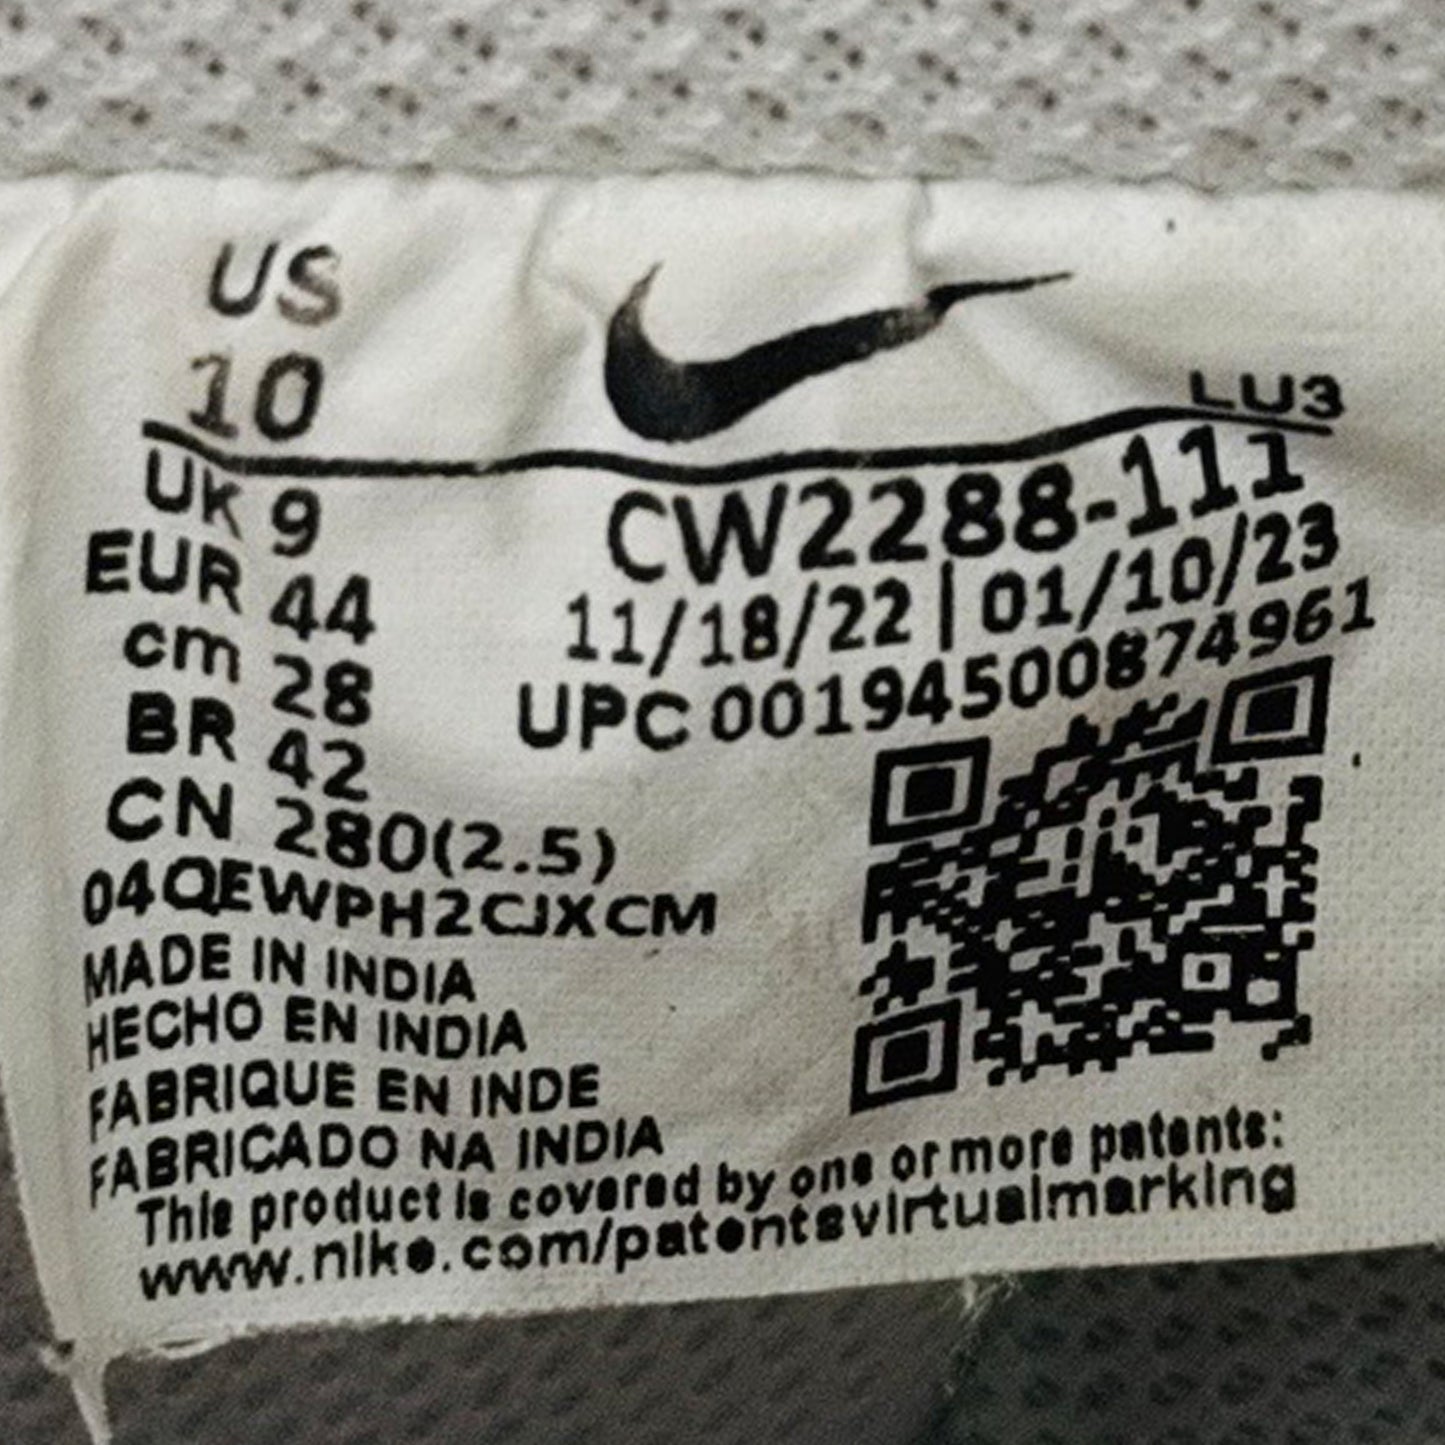 US
10
LU3
UK 9
EUR 44
cm 28
BR 42
CN 280(2.5)
CW2288-111
11/18/22 | 01/10/23
UPC 00194500874961
04QEWPH2CJXCM
MADE IN INDIA
HECHO EN INDIA
FABRIQUE EN INDE
FABRICADO NA INDIA
This product is covered by one or more patents:
www.nike.com/patentsvirtualmarking